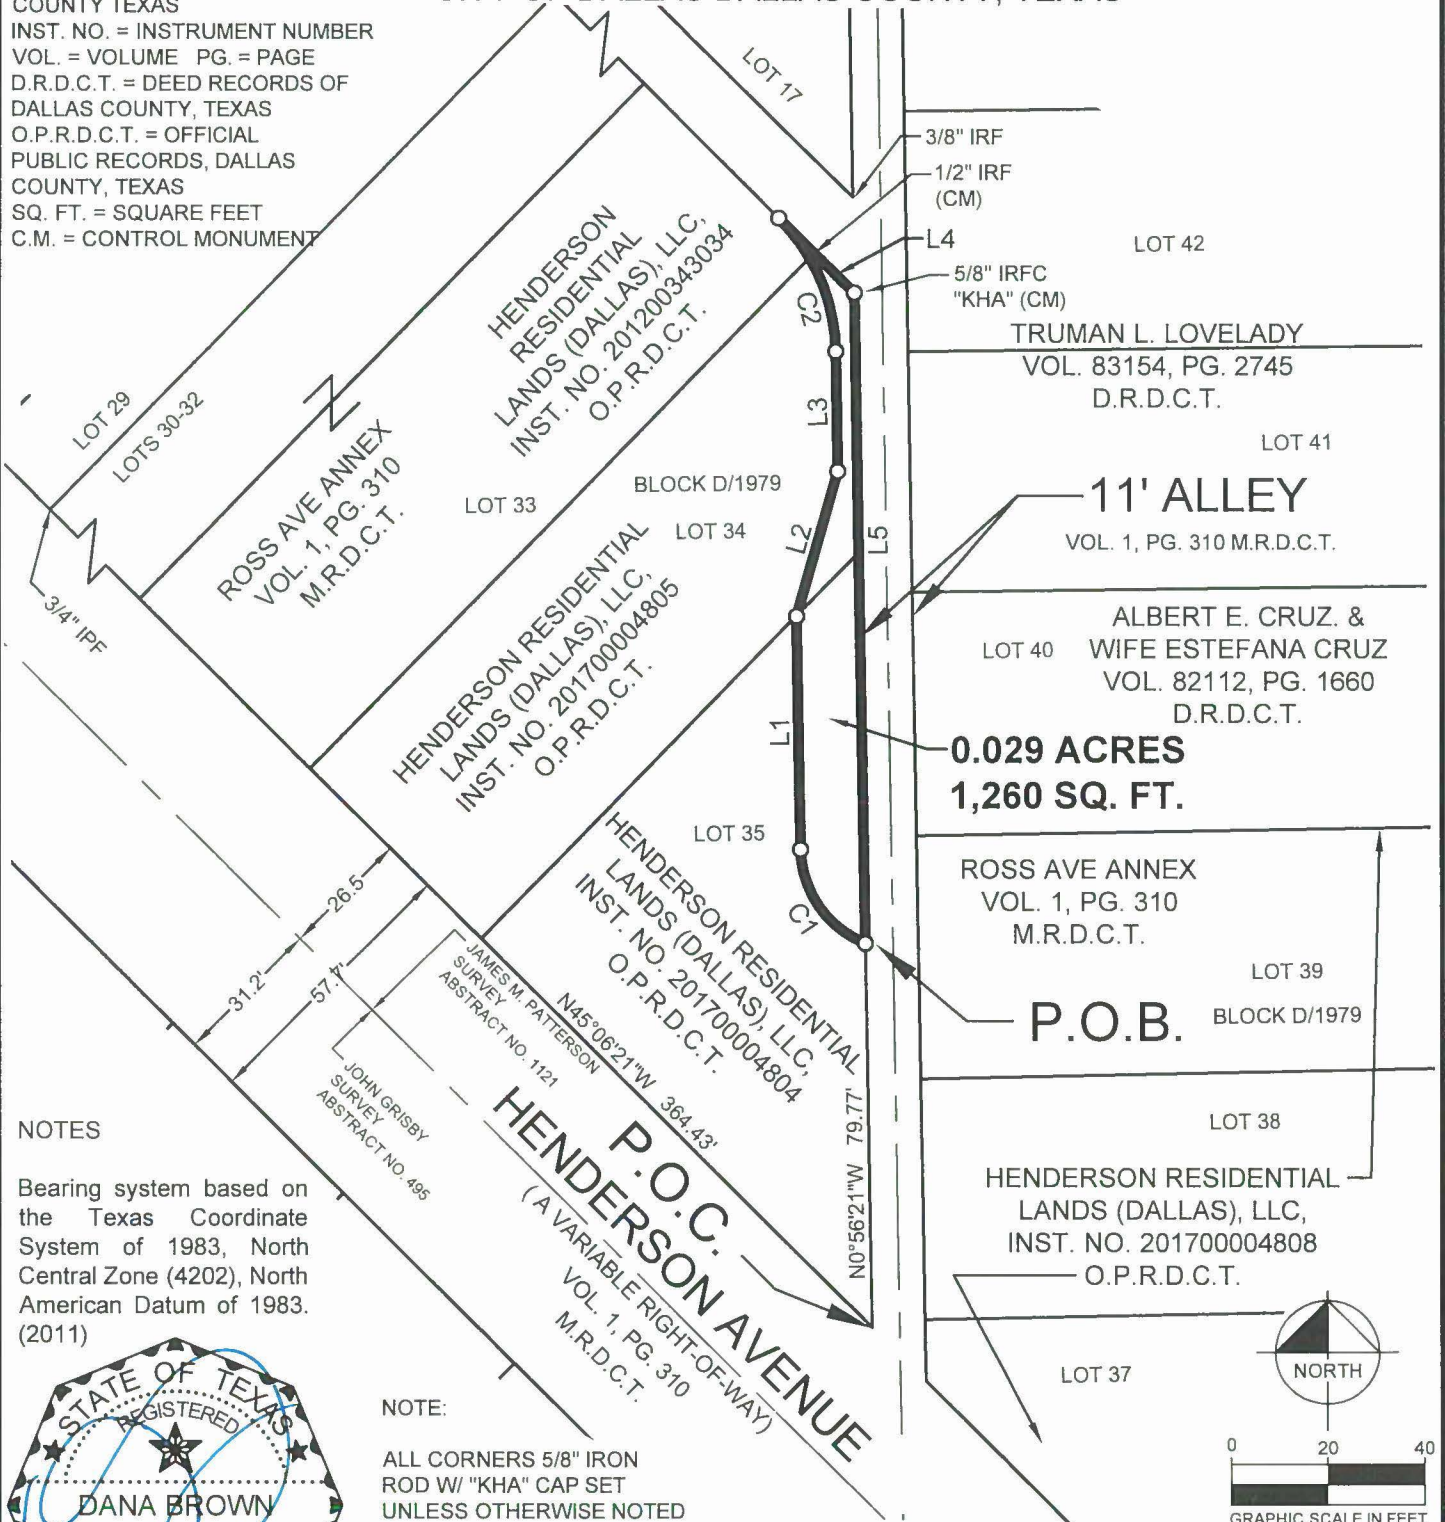 COUNTY TEXAS
INST. NO. = INSTRUMENT NUMBER
VOL. = VOLUME PG. = PAGE
D.R.D.C.T. = DEED RECORDS OF
DALLAS COUNTY, TEXAS
O.P.R.D.C.T. = OFFICIAL
PUBLIC RECORDS, DALLAS
COUNTY, TEXAS
SQ. FT. = SQUARE FEET
C.M. = CONTROL MONUMENT
CITY OF DALLAS DALLAS COUNTY, TEXAS
LOT 17
3/8" IRF
1/2" IRF
(CM)
L4
5/8" IRFC
"KHA" (CM)
LOT 42
HENDERSON
RESIDENTIAL
LANDS (DALLAS), LLC,
INST. NO. 201200343034
O.P.R.D.C.T.
C2
L3
L2
L5
L1
C1
TRUMAN L. LOVELADY
VOL. 83154, PG. 2745
D.R.D.C.T.
LOT 41
11' ALLEY
VOL. 1, PG. 310 M.R.D.C.T.
LOT 29
LOTS 30-32
ROSS AVE ANNEX
VOL. 1, PG. 310
M.R.D.C.T.
LOT 33
BLOCK D/1979
LOT 34
HENDERSON RESIDENTIAL
LANDS (DALLAS), LLC,
INST. NO. 201700004805
O.P.R.D.C.T.
3/4" IPF
LOT 40
ALBERT E. CRUZ. &
WIFE ESTEFANA CRUZ
VOL. 82112, PG. 1660
D.R.D.C.T.
0.029 ACRES
1,260 SQ. FT.
LOT 35
HENDERSON RESIDENTIAL
LANDS (DALLAS), LLC,
INST. NO. 201700004804
O.P.R.D.C.T.
ROSS AVE ANNEX
VOL. 1, PG. 310
M.R.D.C.T.
LOT 39
BLOCK D/1979
P.O.B.
26.5
31.2'
57.7'
JAMES M. PATTERSON
SURVEY
ABSTRACT NO. 1121
JOHN GRISBY
SURVEY
ABSTRACT NO. 495
N45°06'21"W 364.43'
N0°56'21"W 79.77'
P.O.C.
HENDERSON AVENUE
( A VARIABLE RIGHT-OF-WAY)
VOL. 1, PG. 310
M.R.D.C.T.
LOT 38
HENDERSON RESIDENTIAL
LANDS (DALLAS), LLC,
INST. NO. 201700004808
O.P.R.D.C.T.
LOT 37
NORTH
0 20 40
GRAPHIC SCALE IN FEET
NOTES
Bearing system based on
the Texas Coordinate
System of 1983, North
Central Zone (4202), North
American Datum of 1983.
(2011)
STATE OF TEXAS
REGISTERED
DANA BROWN
NOTE:
ALL CORNERS 5/8" IRON
ROD W/ "KHA" CAP SET
UNLESS OTHERWISE NOTED